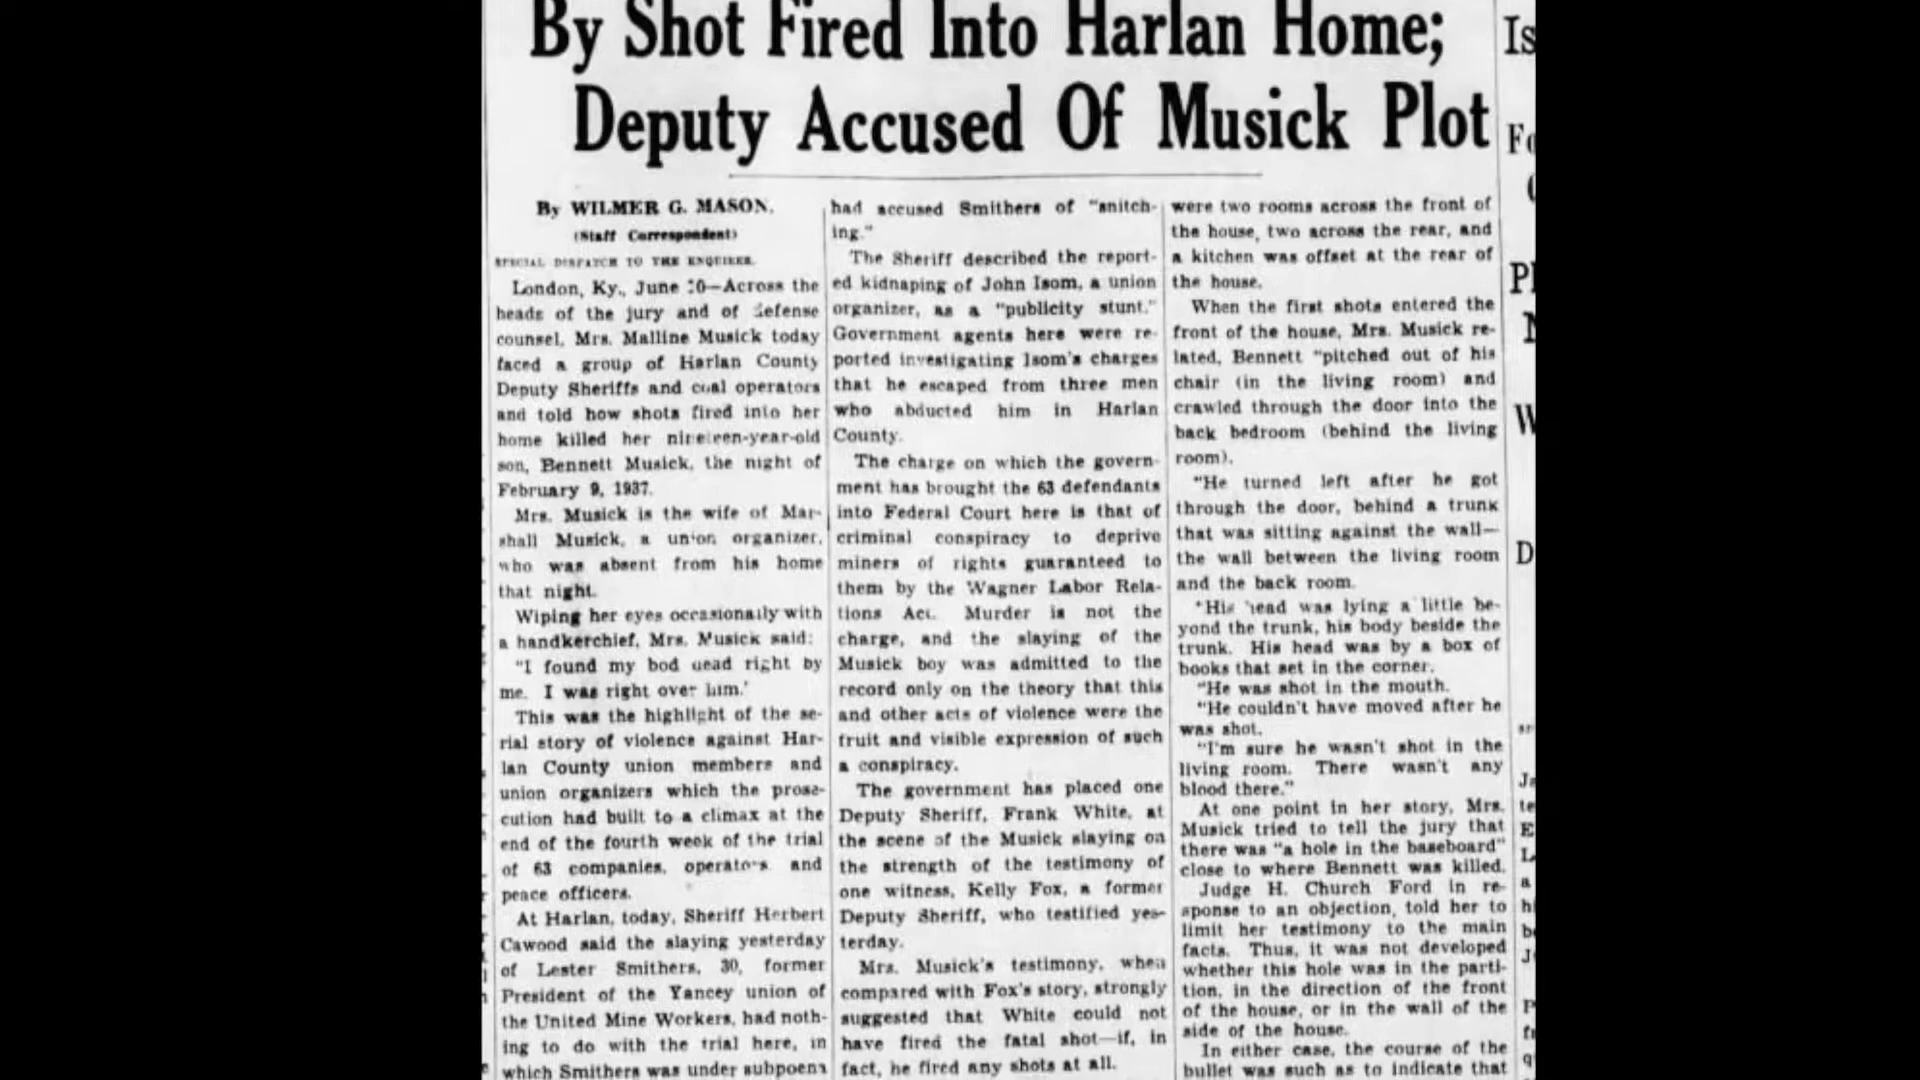 By Shot Fired Into Harlan Home;
Deputy Accused Of Musick Plot
By WILMER G. MASON.
(Staff Correspondent)
SPECIAL DISPATCH TO THE ENQUIRER.
London, Ky., June 10—Across the
heads of the jury and of defense
counsel, Mrs. Malline Musick today
faced a group of Harlan County
Deputy Sheriffs and coal operators
and told how shots fired into her
home killed her nineteen-year-old
son, Bennett Musick, the night of
February 9, 1937.
Mrs. Musick is the wife of Mar-
shall Musick, a union organizer,
who was absent from his home
that night.
Wiping her eyes occasionally with
a handkerchief, Mrs. Musick said:
"I found my bod dead right by
me. I was right over him.'
This was the highlight of the se-
rial story of violence against Har-
lan County union members and
union organizers which the prose-
cution had built to a climax at the
end of the fourth week of the trial
of 63 companies, operators and
peace officers.
At Harlan, today, Sheriff Herbert
Cawood said the slaying yesterday
of Lester Smithers, 30, former
President of the Yancey union of
the United Mine Workers, had noth-
ing to do with the trial here, in
which Smithers was under subpoena
had accused Smithers of "snitch-
ing."
The Sheriff described the report-
ed kidnaping of John Isom, a union
organizer, as a "publicity stunt."
Government agents here were re-
ported investigating Isom's charges
that he escaped from three men
who abducted him in Harlan
County.
The charge on which the govern-
ment has brought the 63 defendants
into Federal Court here is that of
criminal conspiracy to deprive
miners of rights guaranteed to
them by the Wagner Labor Rela-
tions Act. Murder is not the
charge, and the slaying of the
Musick boy was admitted to the
record only on the theory that this
and other acts of violence were the
fruit and visible expression of such
a conspiracy.
The government has placed one
Deputy Sheriff, Frank White, at
the scene of the Musick slaying on
the strength of the testimony of
one witness, Kelly Fox, a former
Deputy Sheriff, who testified yes-
terday.
Mrs. Musick's testimony, when
compared with Fox's story, strongly
suggested that White could not
have fired the fatal shot—if, in
fact, he fired any shots at all.
were two rooms across the front of
the house, two across the rear, and
a kitchen was offset at the rear of
the house.
When the first shots entered the
front of the house, Mrs. Musick re-
lated, Bennett "pitched out of his
chair (in the living room) and
crawled through the door into the
back bedroom (behind the living
room).
"He turned left after he got
through the door, behind a trunk
that was sitting against the wall—
the wall between the living room
and the back room.
"His head was lying a little be-
yond the trunk, his body beside the
trunk. His head was by a box of
books that set in the corner.
"He was shot in the mouth.
"He couldn't have moved after he
was shot.
"I'm sure he wasn't shot in the
living room. There wasn't any
blood there."
At one point in her story, Mrs.
Musick tried to tell the jury that
there was "a hole in the baseboard"
close to where Bennett was killed.
Judge H. Church Ford in re-
sponse to an objection, told her to
limit her testimony to the main
facts. Thus, it was not developed
whether this hole was in the parti-
tion, in the direction of the front
of the house, or in the wall of the
side of the house.
In either case, the course of the
bullet was such as to indicate that